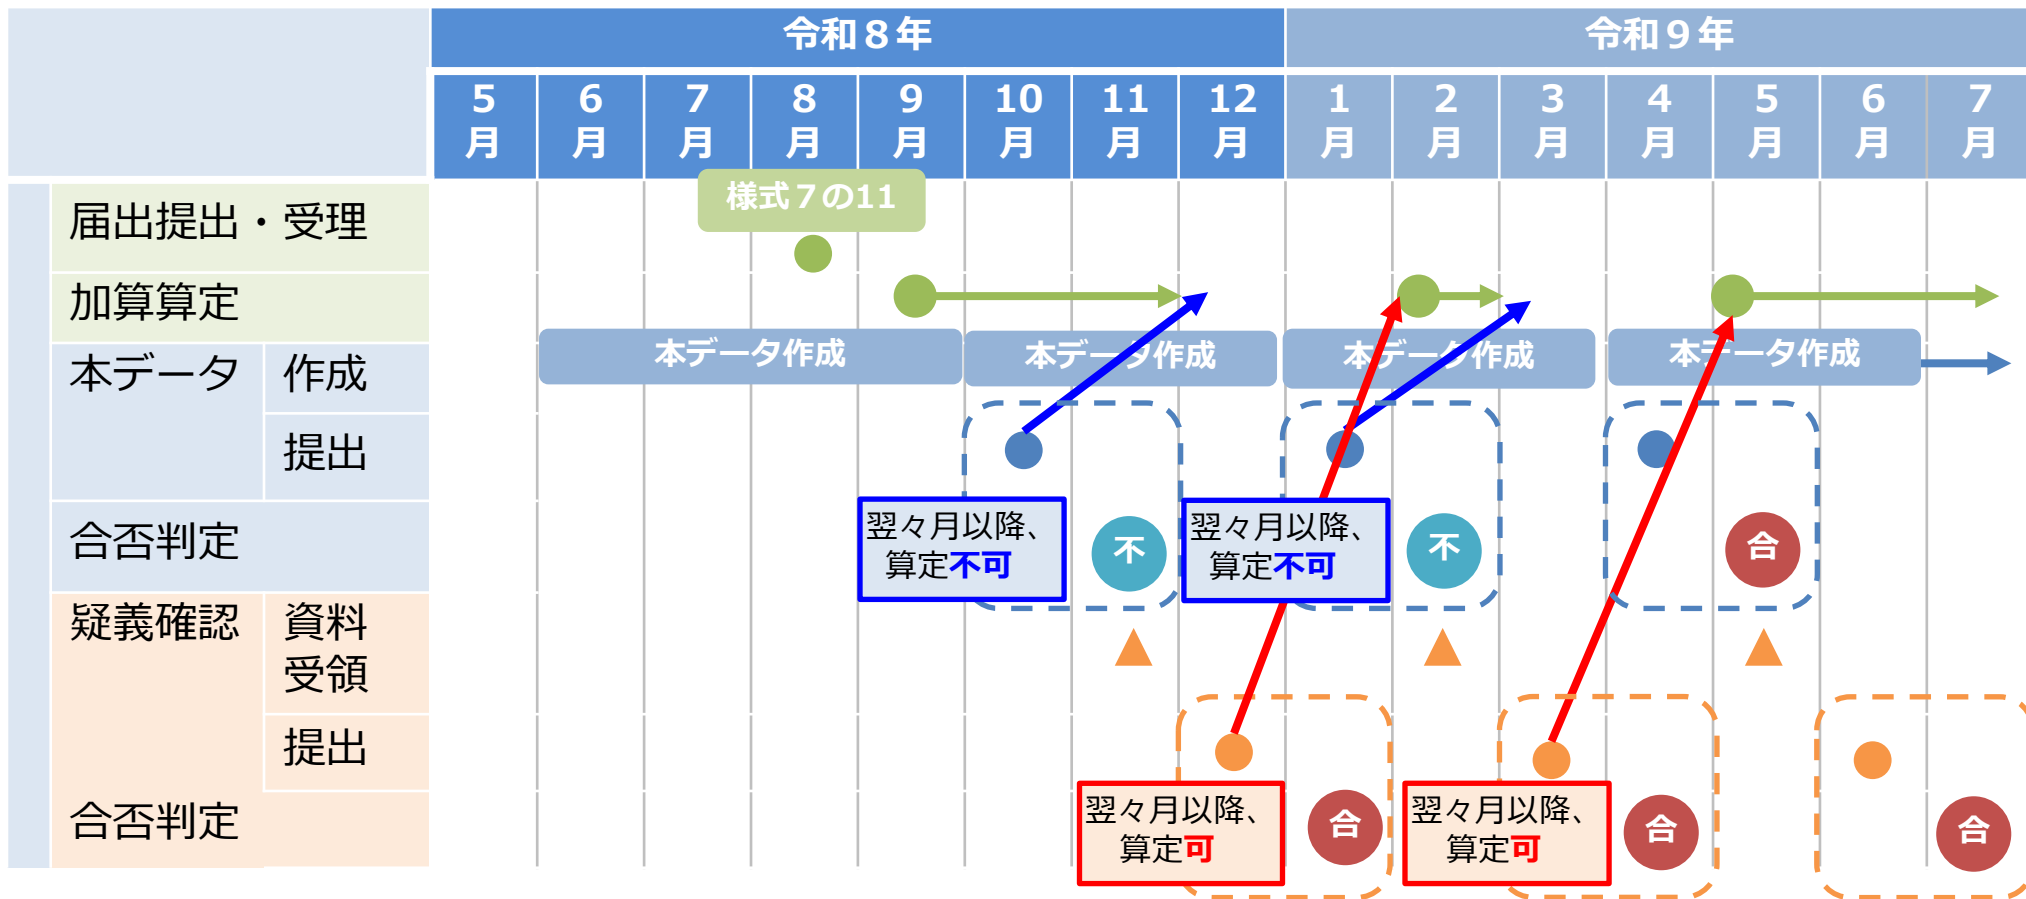 令和８年
令和９年
5月
6月
7月
8月
9月
10月
11月
12月
1月
2月
3月
4月
5月
6月
7月
様式７の11
届出提出・受理
加算算定
本データ
作成
本データ作成
本データ作成
本データ作成
本データ作成
提出
合否判定
翌々月以降、
算定不可
不
翌々月以降、
算定不可
不
合
疑義確認
資料
受領
提出
合否判定
翌々月以降、
算定可
合
翌々月以降、
算定可
合
合